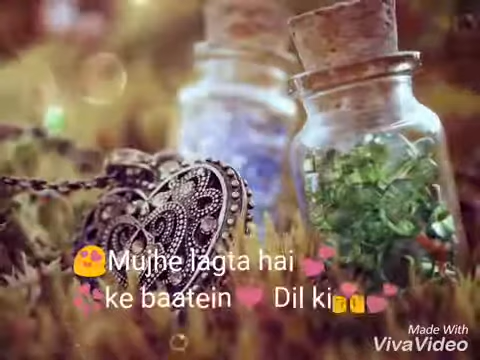 😍Mujhe lagta hai 💕
💞ke baatein 💗 Dil ki🎁💕
Made With
VivaVideo